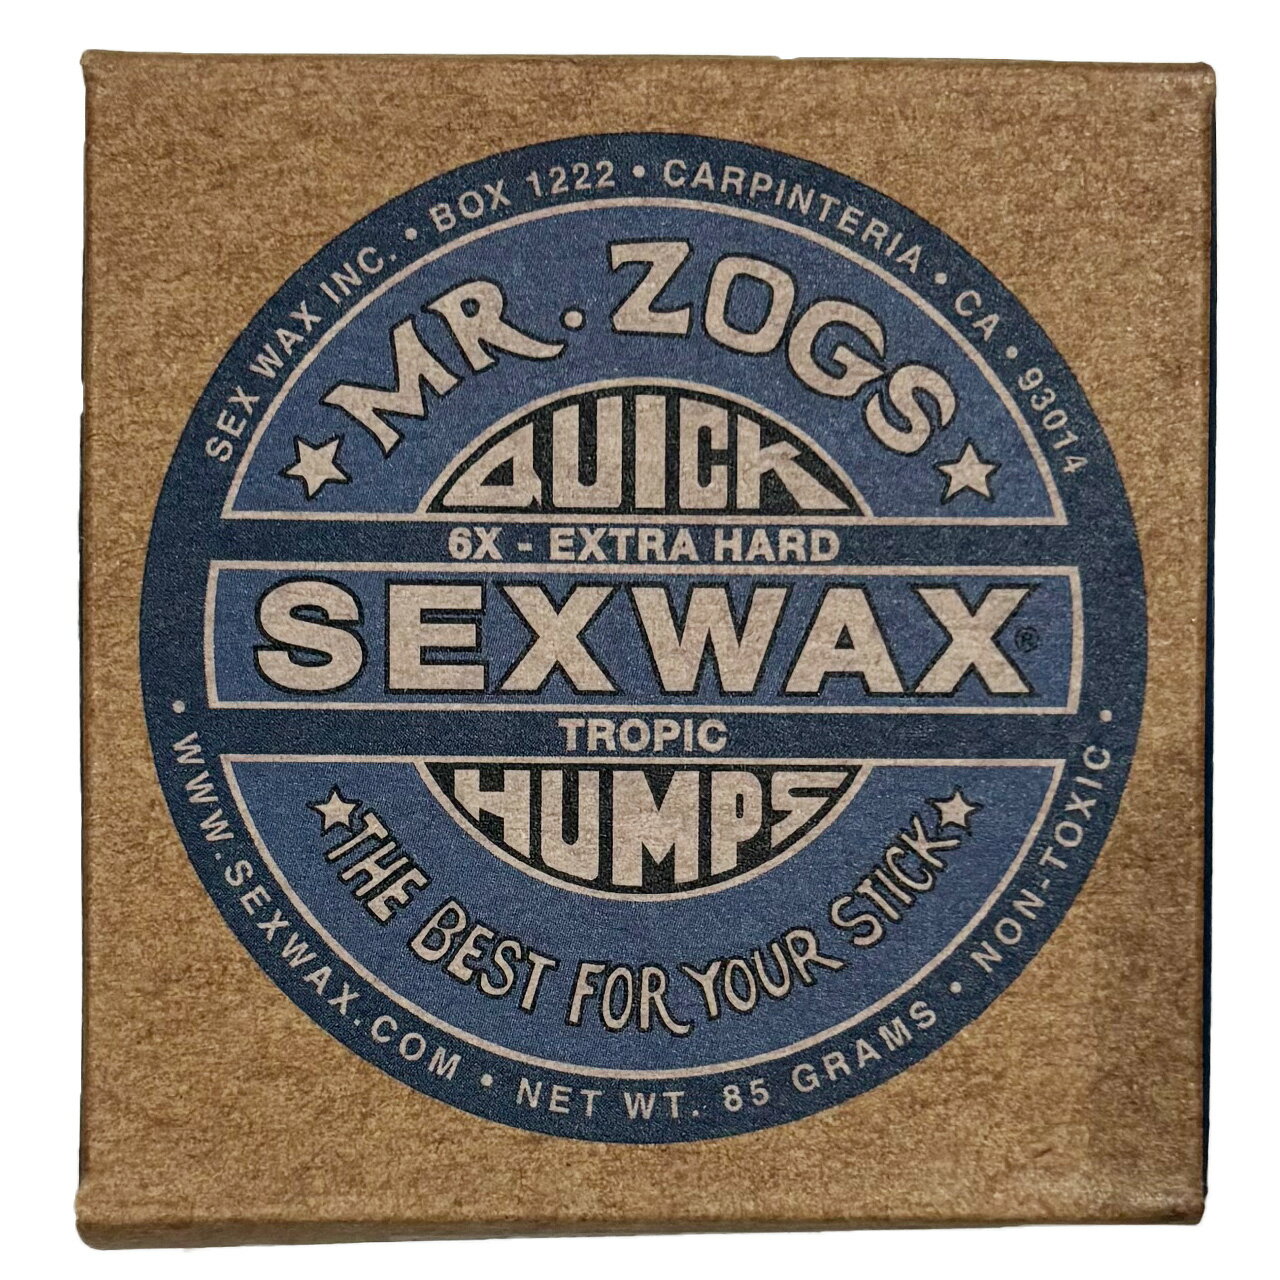 SEX WAX INC. • BOX 1222 • CARPINTERIA • CA • 93014
MR. ZOGS
QUICK
6X - EXTRA HARD
SEXWAX®
TROPIC
HUMPS
THE BEST FOR YOUR STICK
• WWW.SEXWAX.COM • NET WT. 85 GRAMS • NON-TOXIC •